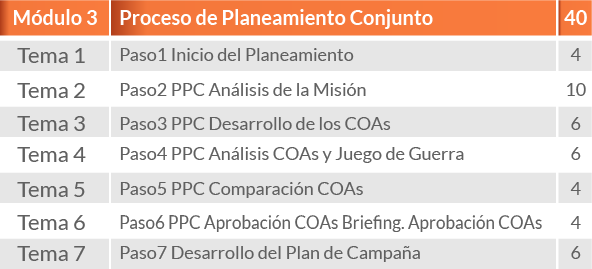 Módulo 3 Proceso de Planeamiento Conjunto 40
Tema 1 Paso1 Inicio del Planeamiento 4
Tema 2 Paso2 PPC Análisis de la Misión 10
Tema 3 Paso3 PPC Desarrollo de los COAs 6
Tema 4 Paso4 PPC Análisis COAs y Juego de Guerra 6
Tema 5 Paso5 PPC Comparación COAs 4
Tema 6 Paso6 PPC Aprobación COAs Briefing. Aprobación COAs 4
Tema 7 Paso7 Desarrollo del Plan de Campaña 6